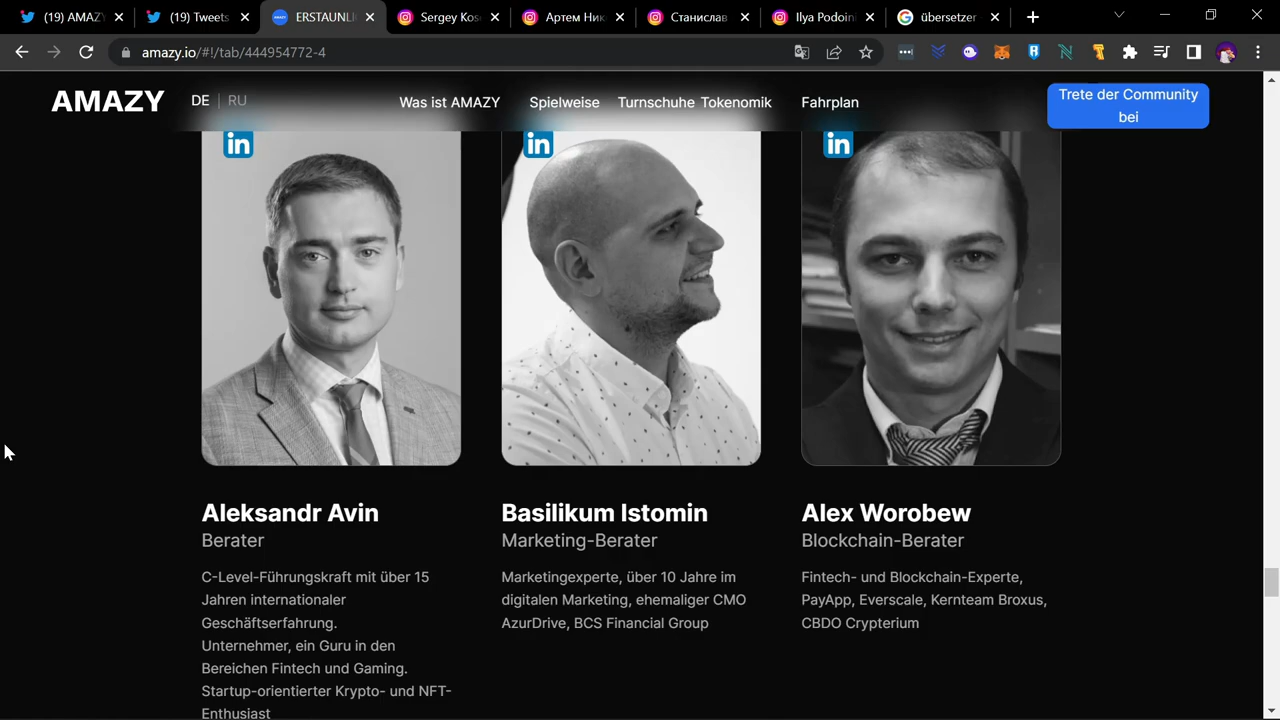 (19) AMAZY
(19) Tweets
ERSTAUNLI
Sergey Kos
Артем Ник
Станислав
Ilya Podoin
übersetzer
amazy.io/#!/tab/444954772-4
AMAZY
DE | RU
Was ist AMAZY
Spielweise
Turnschuhe
Tokenomik
Fahrplan
Trete der Community
bei
in
in
in
Aleksandr Avin
Berater
C-Level-Führungskraft mit über 15
Jahren internationaler
Geschäftserfahrung.
Unternehmer, ein Guru in den
Bereichen Fintech und Gaming.
Startup-orientierter Krypto- und NFT-
Enthusiast
Basilikum Istomin
Marketing-Berater
Marketingexperte, über 10 Jahre im
digitalen Marketing, ehemaliger CMO
AzurDrive, BCS Financial Group
Alex Worobew
Blockchain-Berater
Fintech- und Blockchain-Experte,
PayApp, Everscale, Kernteam Broxus,
CBDO Crypterium